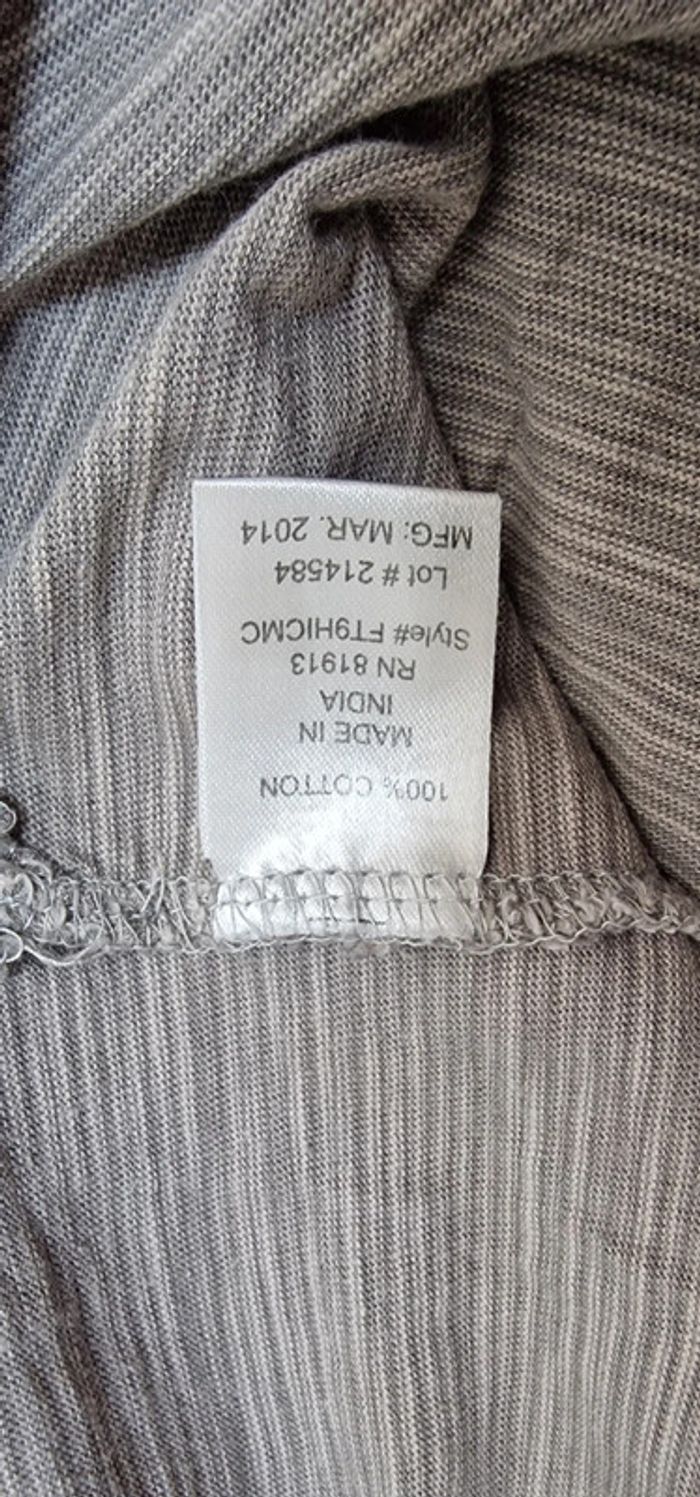 100% COTTON
MADE IN
INDIA
RN 81913
Style# FT9HICMC
Lot # 214584
MFG: MAR. 2014